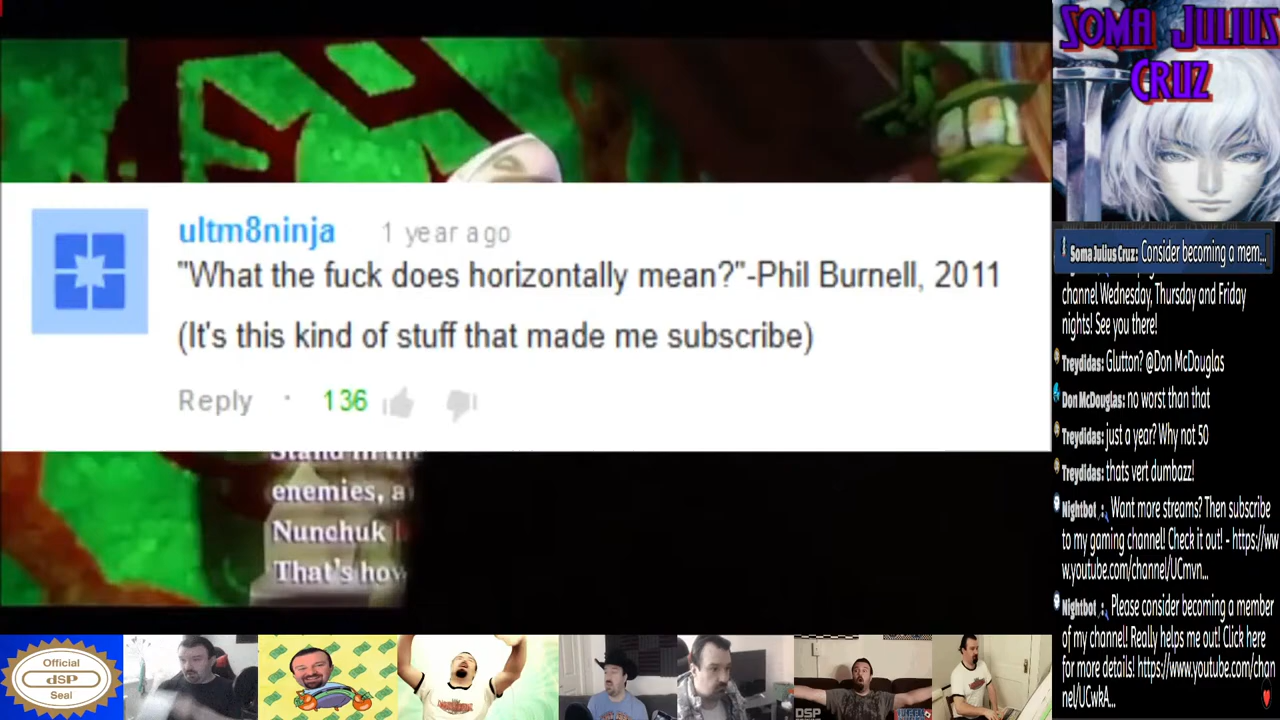 SOMA JULIUS
CRUZ
ultm8ninja 1 year ago
"What the fuck does horizontally mean?"-Phil Burnell, 2011
(It's this kind of stuff that made me subscribe)
Reply · 136
Stand in the
enemies, a
Nunchuk
That's how
Soma Julius Cruz: Consider becoming a mem...
channel Wednesday, Thursday and Friday
nights! See you there!
Treydidas: Glutton? @Don McDouglas
Don McDouglas: no worst than that
Treydidas: just a year? Why not 50
Treydidas: thats vert dumbazz!
Nightbot: Want more streams? Then subscribe
to my gaming channel! Check it out! - https://ww
w.youtube.com/channel/UCmvn...
Nightbot: Please consider becoming a member
of my channel! Really helps me out! Click here
for more details! https://www.youtube.com/chan
nel/UCwkA...
Official
dSP
Seal
DSP